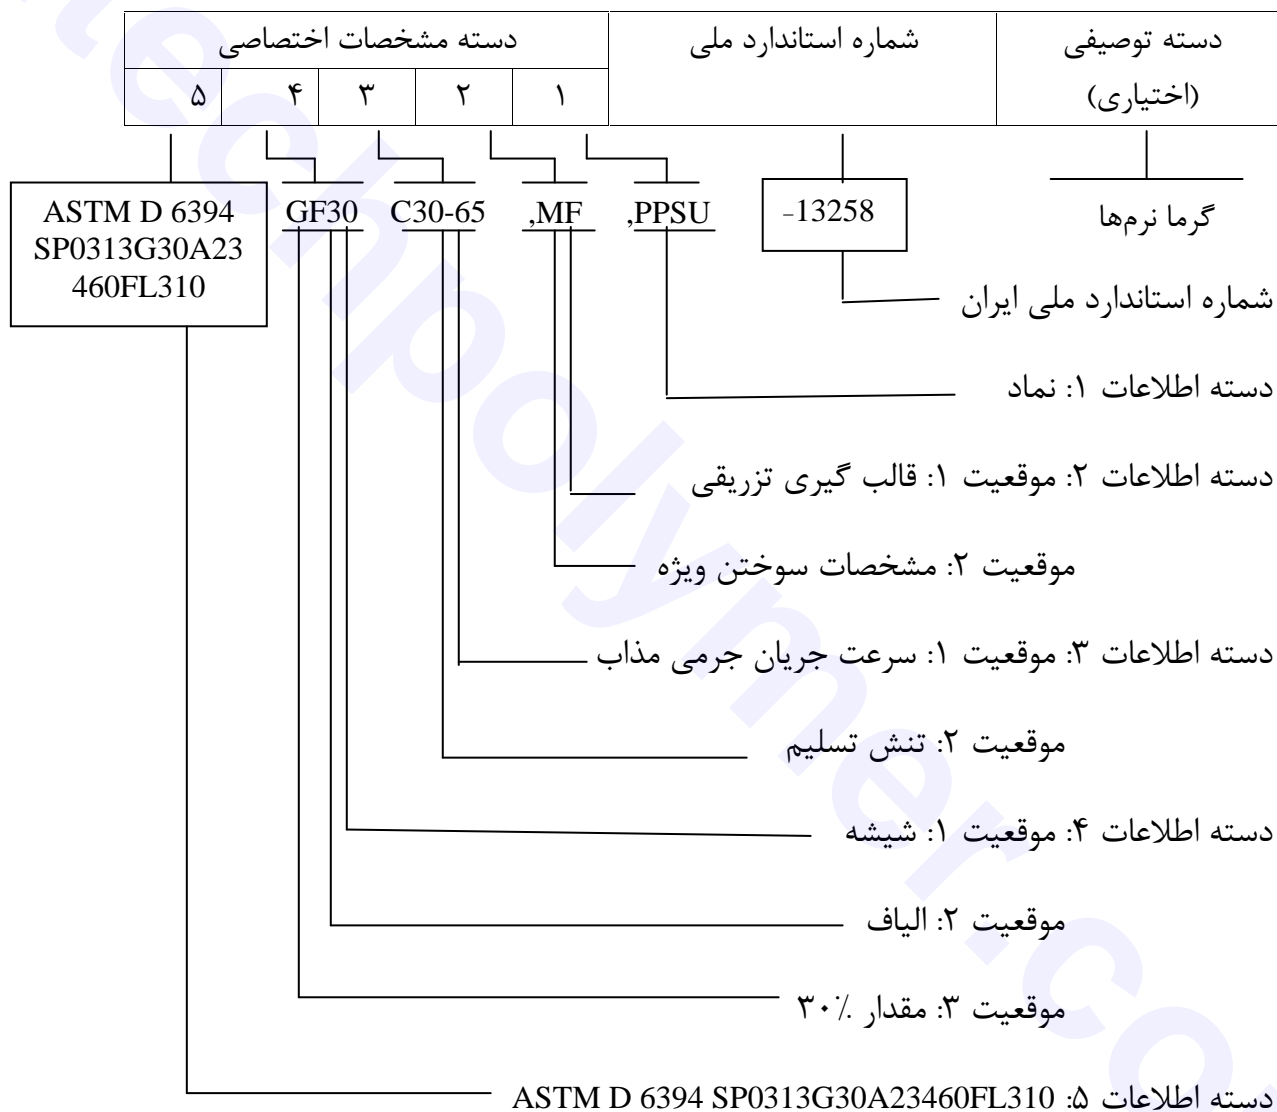 دسته توصیفی (اختیاری)
شماره استاندارد ملی
دسته مشخصات اختصاصی
۱ ۲ ۳ ۴ ۵
گرما نرم‌ها
-13258
,PPSU
,MF
C30-65
GF30
ASTM D 6394
SP0313G30A23
460FL310
شماره استاندارد ملی ایران
دسته اطلاعات ۱: نماد
دسته اطلاعات ۲: موقعیت ۱: قالب گیری تزریقی
موقعیت ۲: مشخصات سوختن ویژه
دسته اطلاعات ۳: موقعیت ۱: سرعت جریان جرمی مذاب
موقعیت ۲: تنش تسلیم
دسته اطلاعات ۴: موقعیت ۱: شیشه
موقعیت ۲: الیاف
موقعیت ۳: مقدار ٪۳۰
دسته اطلاعات ۵: ASTM D 6394 SP0313G30A23460FL310
techpolymer.co